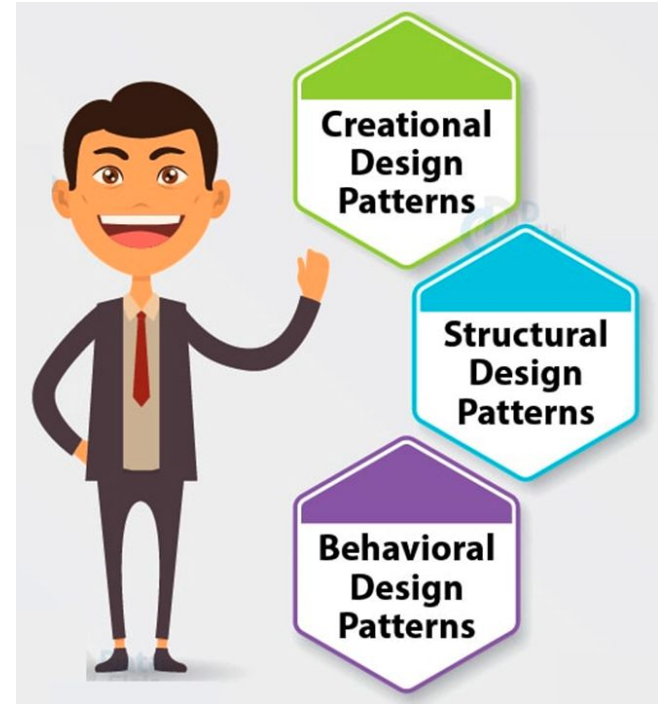 Creational
Design
Patterns
Structural
Design
Patterns
Behavioral
Design
Patterns